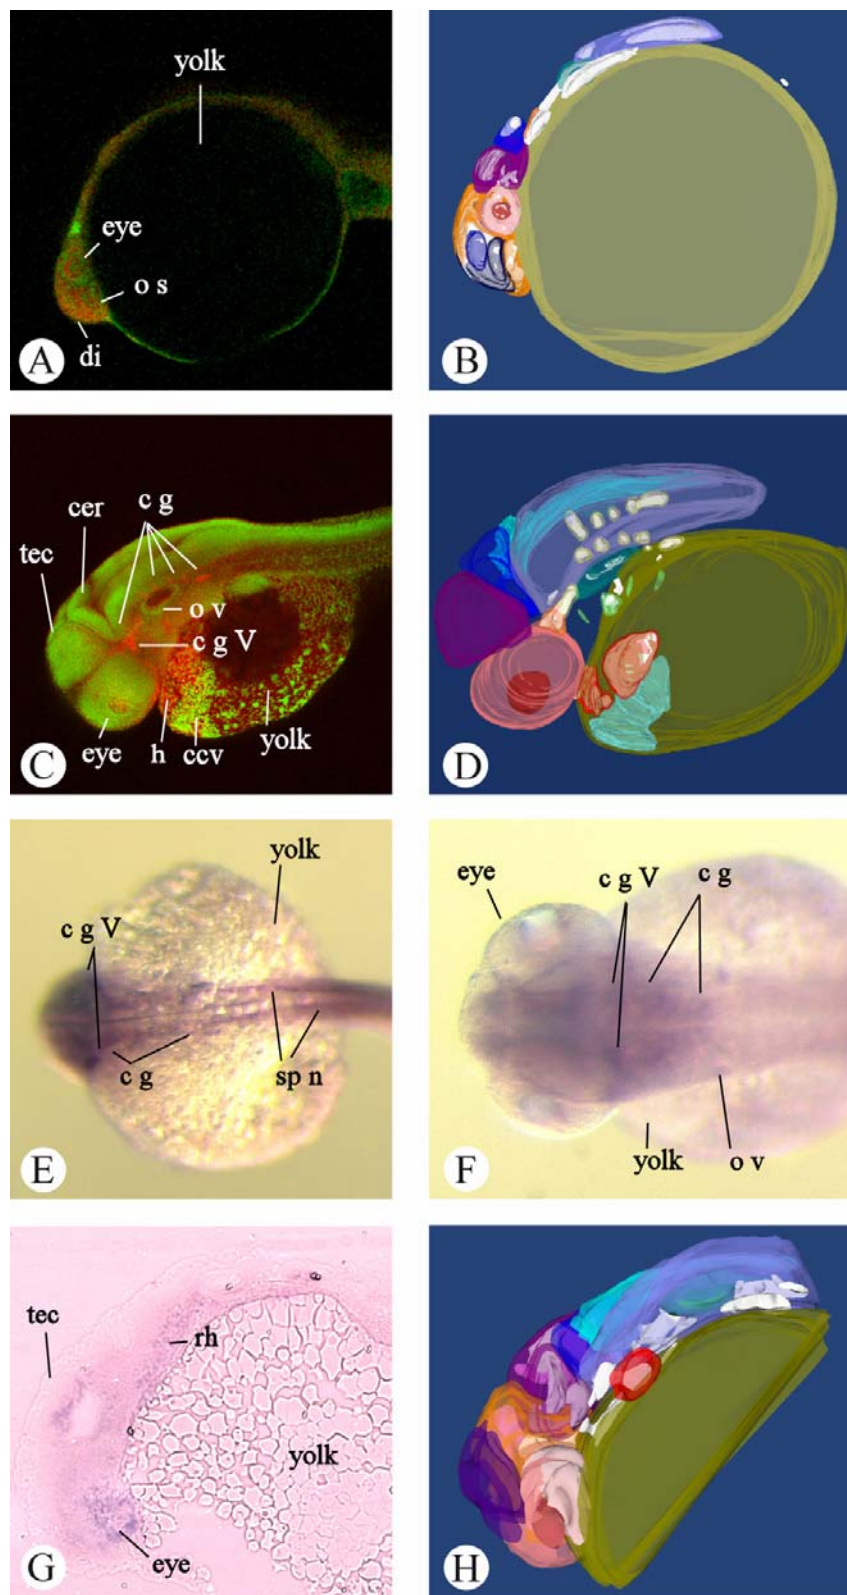 yolk
eye
o s
di
A
B
c g
cer
tec
o v
c g V
eye
h
ccv
yolk
C
D
yolk
c g V
c g
sp n
E
eye
c g V
c g
yolk
o v
F
tec
rh
yolk
eye
G
H